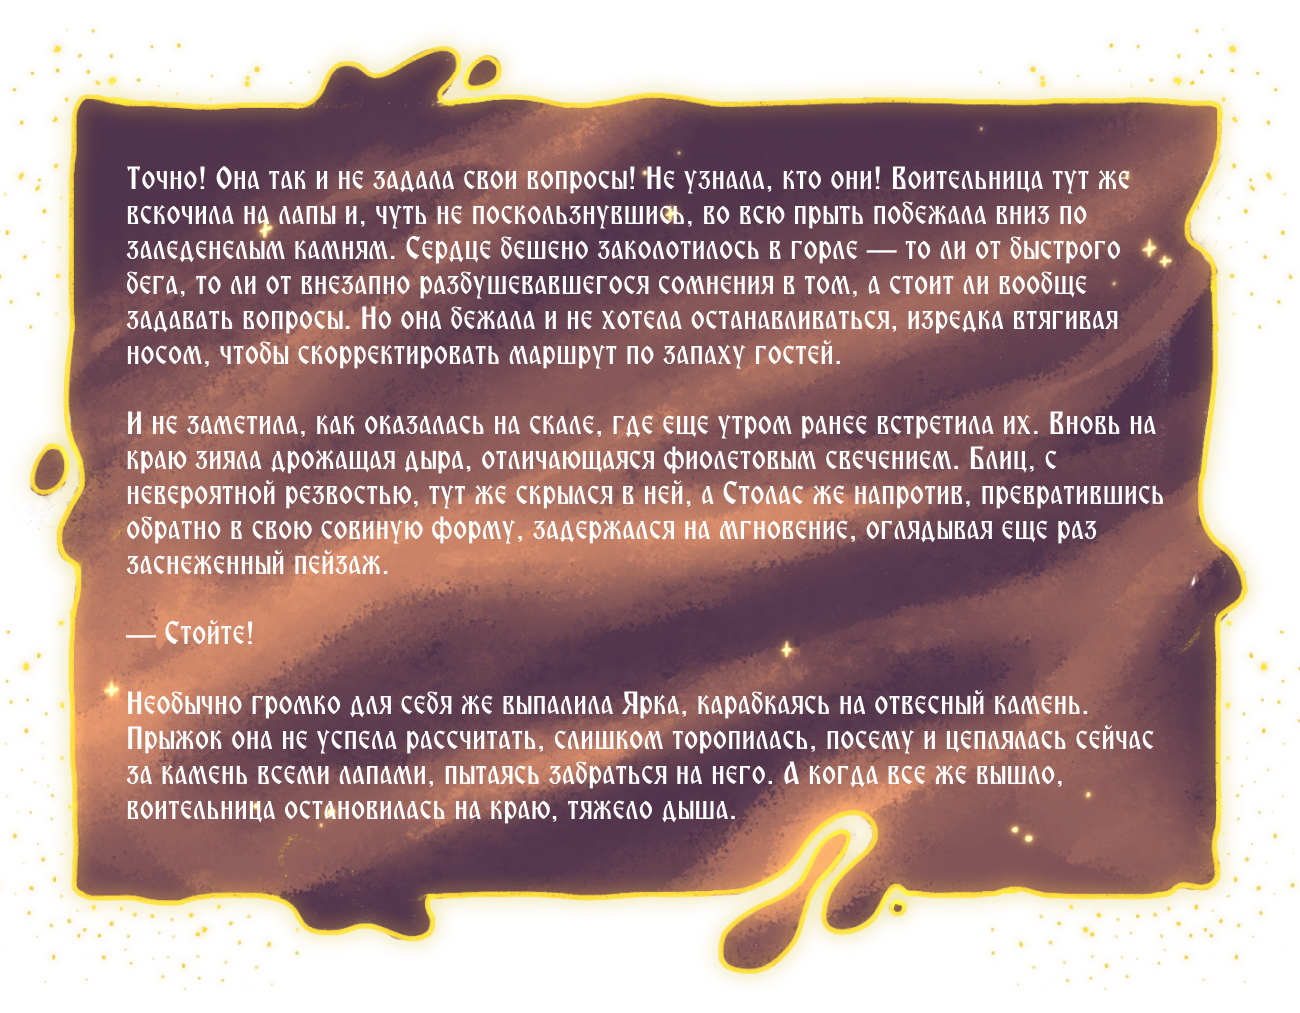 Точно! Она так и не задала свои вопросы! Не узнала, кто они! Воительница тут же
вскочила на лапы и, чуть не поскользнувшись, во всю прыть побежала вниз по
заледенелым камням. Сердце бешено заколотилось в горле — то ли от быстрого
бега, то ли от внезапно разбушевавшегося сомнения в том, а стоит ли вообще
задавать вопросы. Но она бежала и не хотела останавливаться, изредка втягивая
носом, чтобы скорректировать маршрут по запаху гостей.
И не заметила, как оказалась на скале, где еще утром ранее встретила их. Вновь на
краю зияла дрожащая дыра, отличающаяся фиолетовым свечением. Блиц, с
невероятной резвостью, тут же скрылся в ней, а Столас же напротив, превратившись
обратно в свою совиную форму, задержался на мгновение, оглядывая еще раз
заснеженный пейзаж.
— Стойте!
Необычно громко для себя же выпалила Ярка, карабкаясь на отвесный камень.
Прыжок она не успела рассчитать, слишком торопилась, посему и цеплялась сейчас
за камень всеми лапами, пытаясь забраться на него. А когда все же вышло,
воительница остановилась на краю, тяжело дыша.